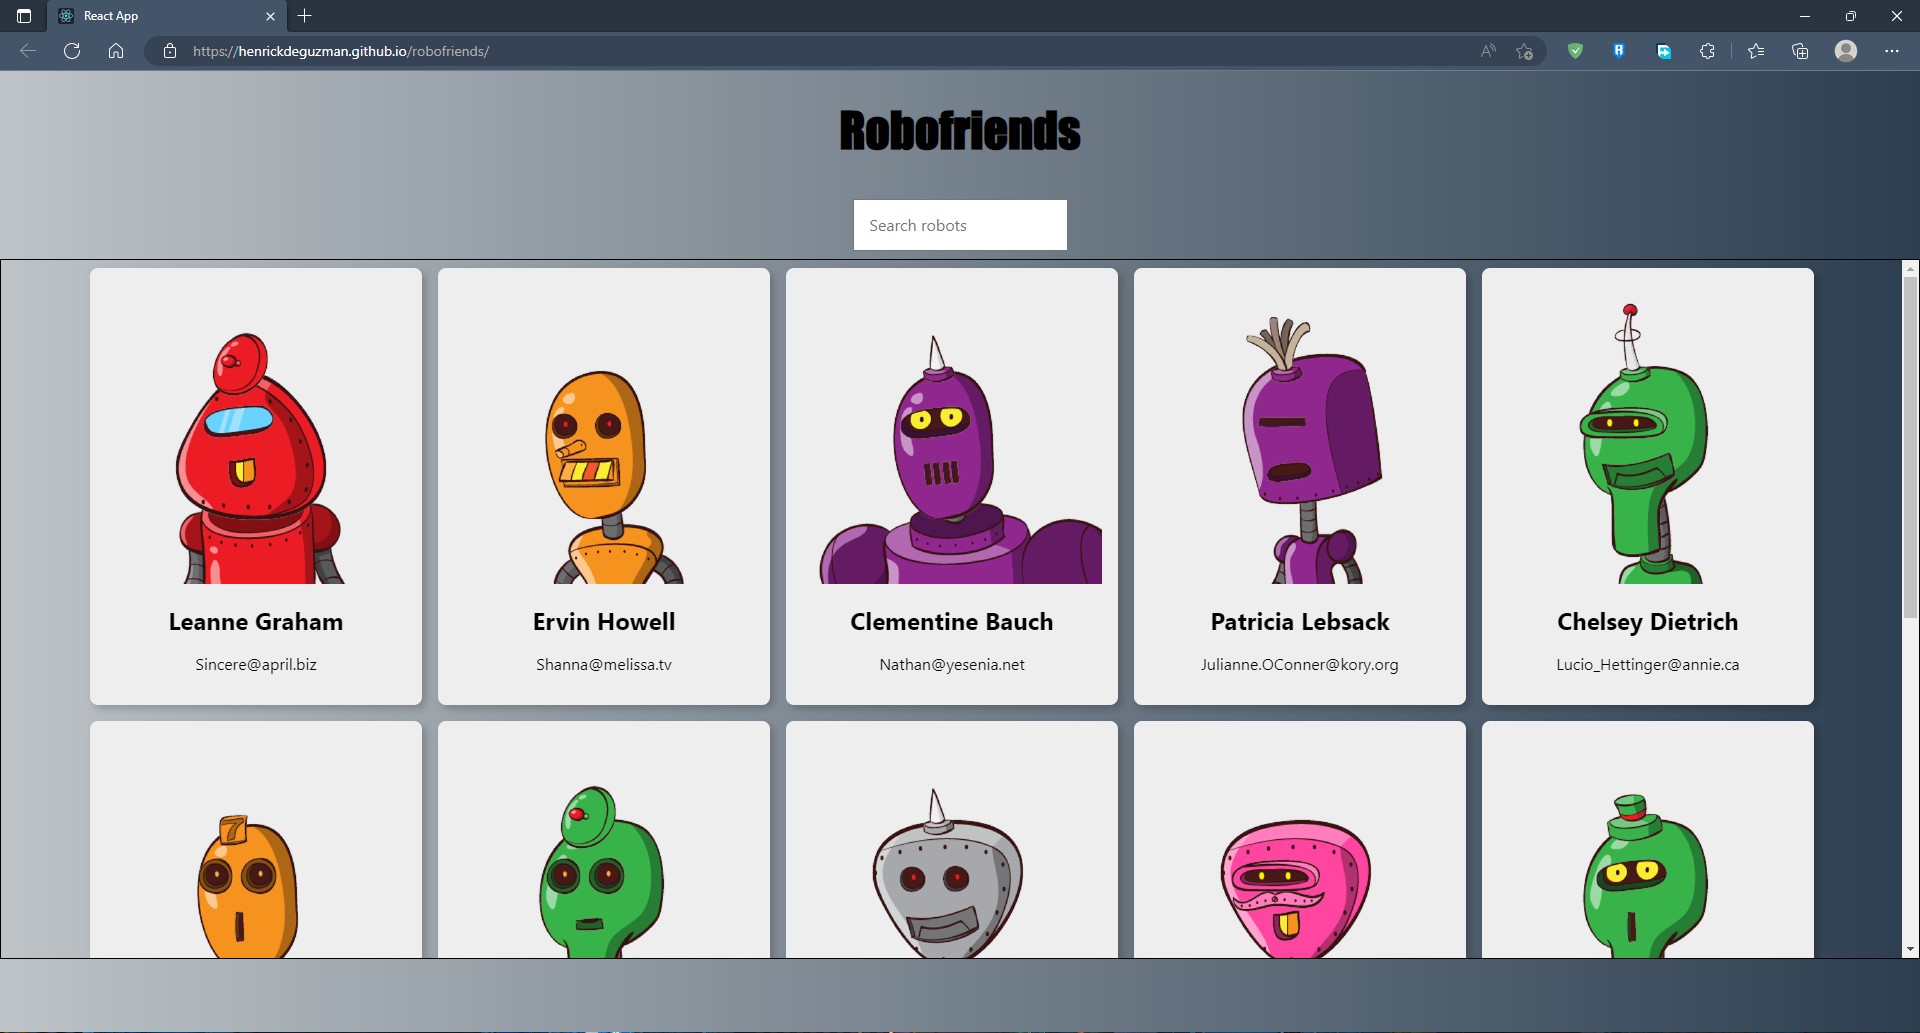 React App
https://henrickdeguzman.github.io/robofriends/
Robofriends
Search robots
Leanne Graham
Sincere@april.biz
Ervin Howell
Shanna@melissa.tv
Clementine Bauch
Nathan@yesenia.net
Patricia Lebsack
Julianne.OConner@kory.org
Chelsey Dietrich
Lucio_Hettinger@annie.ca
7